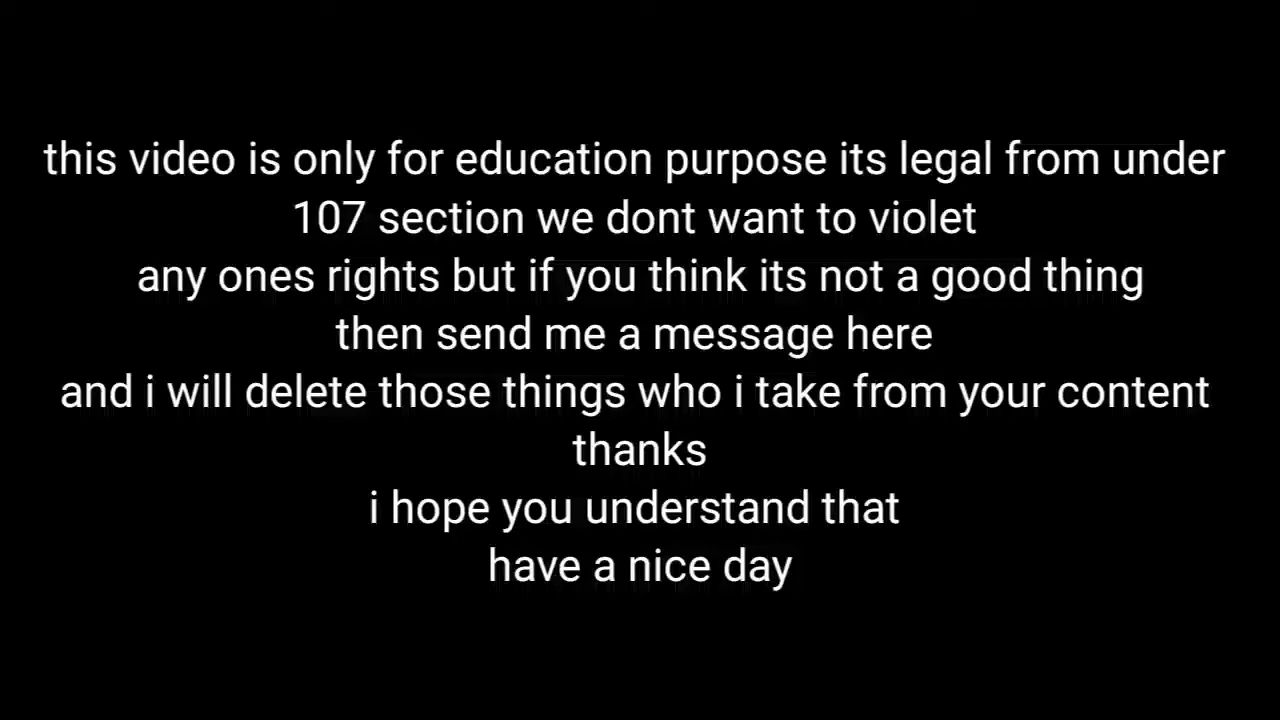 this video is only for education purpose its legal from under
107 section we dont want to violet
any ones rights but if you think its not a good thing
then send me a message here
and i will delete those things who i take from your content
thanks
i hope you understand that
have a nice day